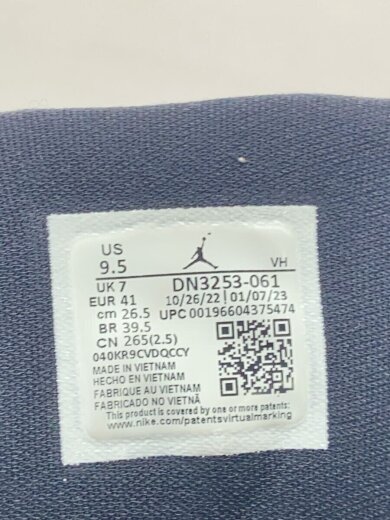 US
9.5
VH
UK 7
DN3253-061
EUR 41
10/26/22 | 01/07/23
cm 26.5
UPC 00196604375474
BR 39.5
CN 265(2.5)
040KR9CVDQCCY
MADE IN VIETNAM
HECHO EN VIETNAM
FABRIQUE AU VIETNAM
FABRICADO NO VIETNÃ
This product is covered by one or more patents:
www.nike.com/patentsvirtualmarking